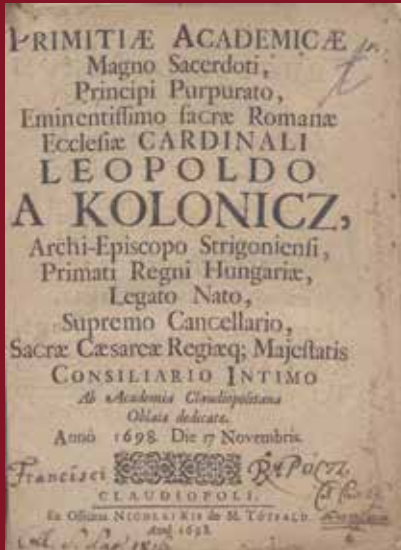 PRIMITIÆ ACADEMICÆ
Magno Sacerdoti,
Principi Purpurato,
Eminentiſſimo ſacræ Romanæ
Eccleſiæ CARDINALI
LEOPOLDO
A KOLONICZ,
Archi-Epiſcopo Strigonienſi,
Primati Regni Hungariæ,
Legato Nato,
Supremo Cancellario,
Sacræ Cæſareæ Regiæq; Majeſtatis
CONSILIARIO INTIMO
Ab Academia Claudiopolitana
Oblata dedicata.
Anno 1698. Die 17 Novembris.
Francisci
CLAUDIOPOLI,
Ex Officina NICOLAI KIS de M. TÓTFALU
Anno 1698.